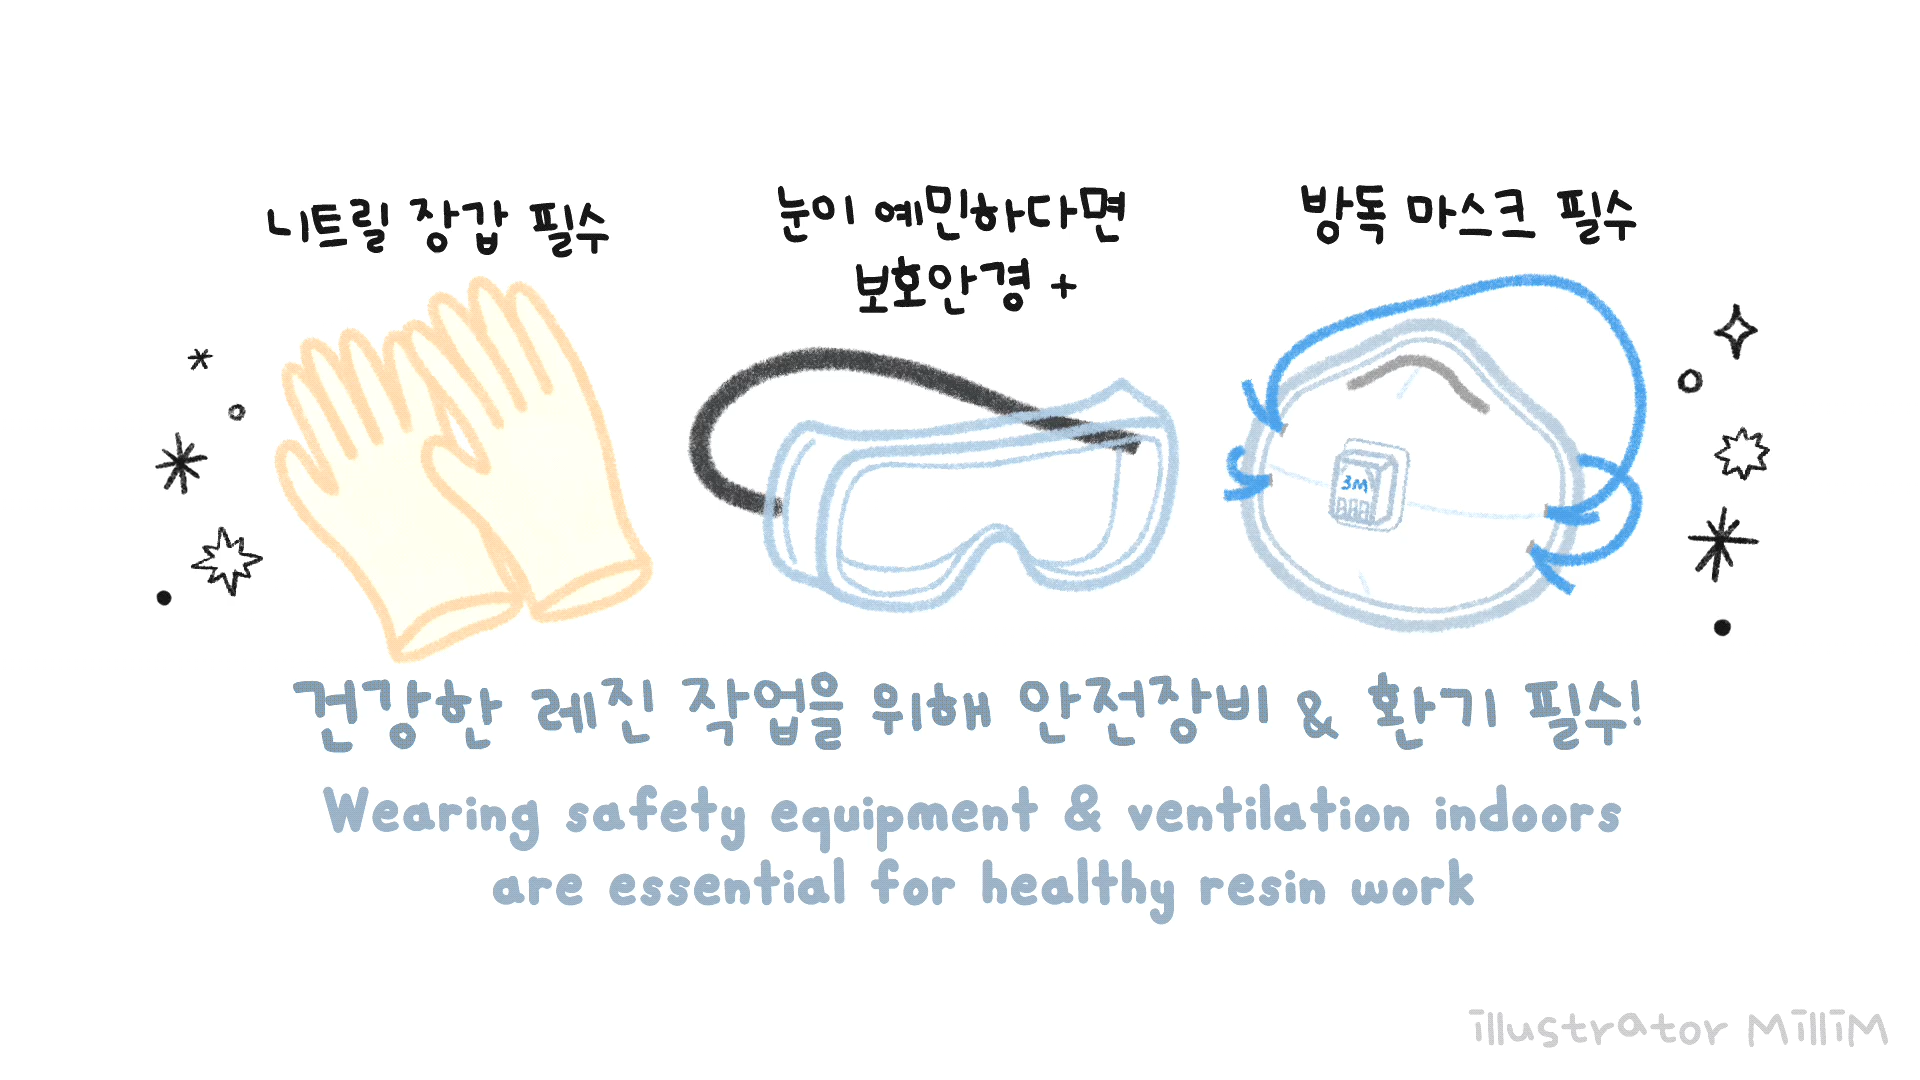 니트릴 장갑 필수
눈이 예민하다면
보호안경 +
방독 마스크 필수
3M
건강한 레진 작업을 위해 안전장비 & 환기 필수!
Wearing safety equipment & ventilation indoors
are essential for healthy resin work
illustrator MilliM